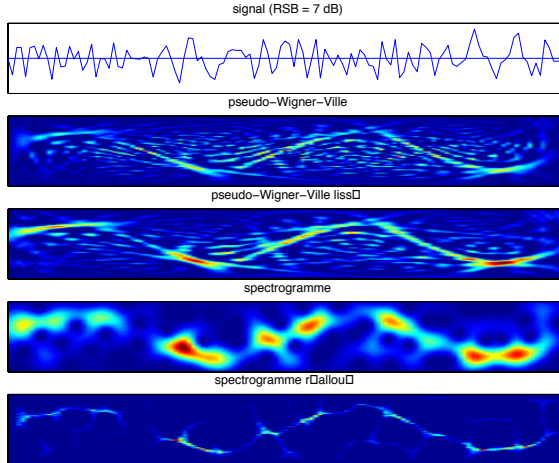 signal (RSB = 7 dB)
pseudo−Wigner−Ville
pseudo−Wigner−Ville liss□
spectrogramme
spectrogramme r□allou□